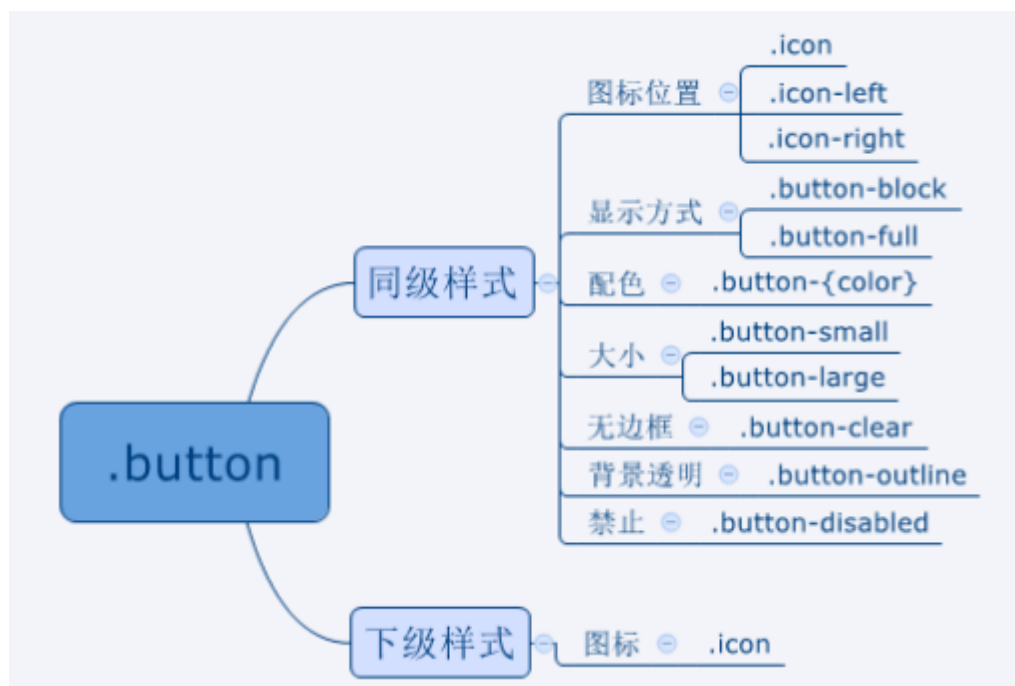 .button
同级样式
图标位置
.icon
.icon-left
.icon-right
显示方式
.button-block
.button-full
配色
.button-{color}
大小
.button-small
.button-large
无边框
.button-clear
背景透明
.button-outline
禁止
.button-disabled
下级样式
图标
.icon